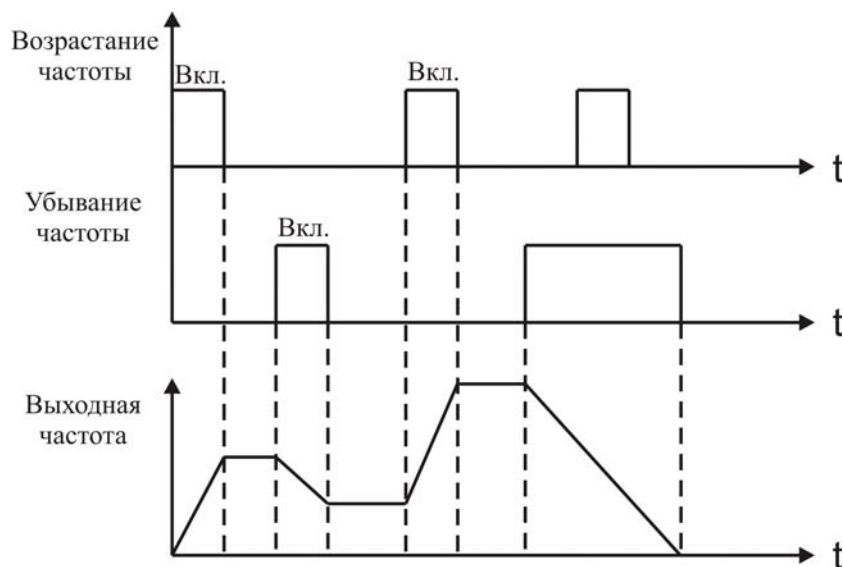 Возрастание
частоты
Вкл.
Вкл.
t
Убывание
частоты
Вкл.
t
Выходная
частота
t